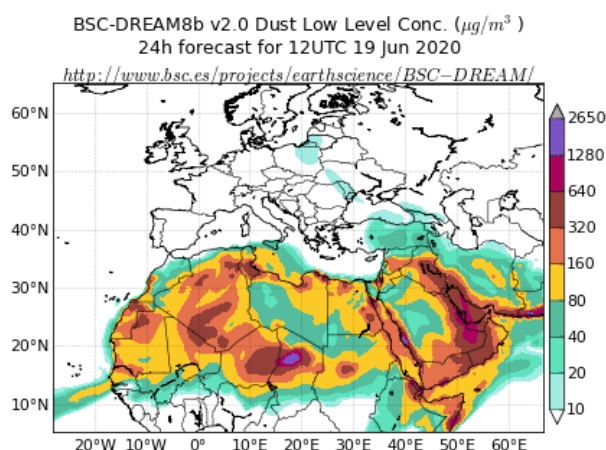 BSC-DREAM8b v2.0 Dust Low Level Conc. (μg/m³ )
24h forecast for 12UTC 19 Jun 2020
http://www.bsc.es/projects/earthscience/BSC−DREAM/
60°N
50°N
40°N
30°N
20°N
10°N
20°W
10°W
0°
10°E
20°E
30°E
40°E
50°E
60°E
2650
1280
640
320
160
80
40
20
10